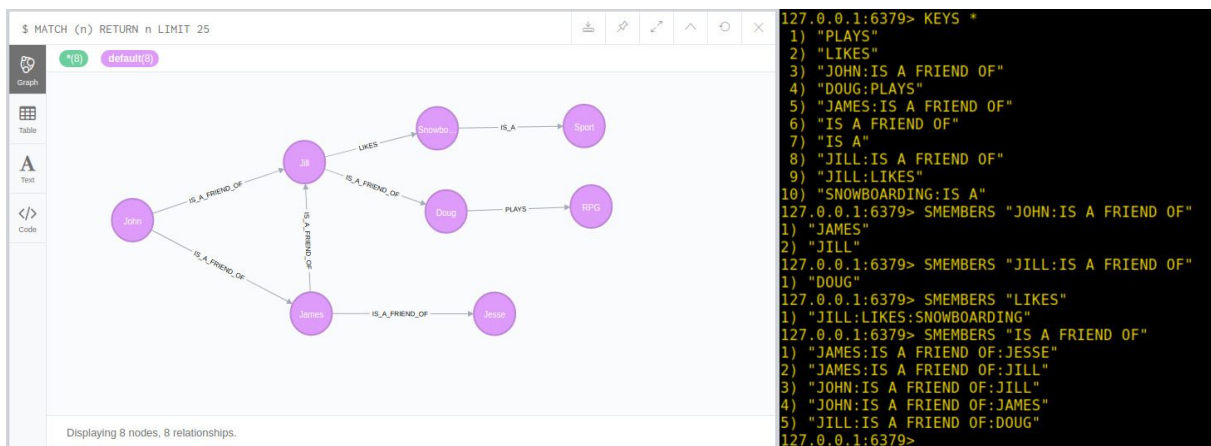 $ MATCH (n) RETURN n LIMIT 25
*(8) default(8)
Graph
Table
A
Text
</>
Code
Snowbo...
IS_A
Sport
LIKES
Jill
IS_A_FRIEND_OF
IS_A_FRIEND_OF
Doug
PLAYS
RPG
John
IS_A_FRIEND_OF
IS_A_FRIEND_OF
James
IS_A_FRIEND_OF
Jesse
Displaying 8 nodes, 8 relationships.
127.0.0.1:6379> KEYS *
1) "PLAYS"
2) "LIKES"
3) "JOHN:IS A FRIEND OF"
4) "DOUG:PLAYS"
5) "JAMES:IS A FRIEND OF"
6) "IS A FRIEND OF"
7) "IS A"
8) "JILL:IS A FRIEND OF"
9) "JILL:LIKES"
10) "SNOWBOARDING:IS A"
127.0.0.1:6379> SMEMBERS "JOHN:IS A FRIEND OF"
1) "JAMES"
2) "JILL"
127.0.0.1:6379> SMEMBERS "JILL:IS A FRIEND OF"
1) "DOUG"
127.0.0.1:6379> SMEMBERS "LIKES"
1) "JILL:LIKES:SNOWBOARDING"
127.0.0.1:6379> SMEMBERS "IS A FRIEND OF"
1) "JAMES:IS A FRIEND OF:JESSE"
2) "JAMES:IS A FRIEND OF:JILL"
3) "JOHN:IS A FRIEND OF:JILL"
4) "JOHN:IS A FRIEND OF:JAMES"
5) "JILL:IS A FRIEND OF:DOUG"
127.0.0.1:6379>